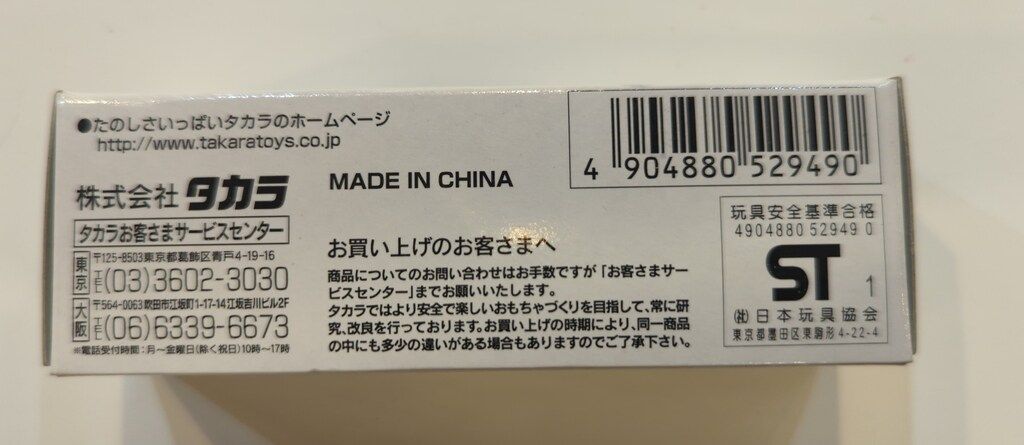 ●たのしさいっぱいタカラのホームページ
http://www.takaratoys.co.jp
株式会社 タカラ
タカラお客さまサービスセンター
東京
〒125-8503東京都葛飾区青戸4-19-16
TEL(03)3602-3030
大阪
〒564-0063吹田市江坂町1-17-14江坂吉川ビル2F
TEL(06)6339-6673
※電話受付時間:月〜金曜日(除く祝日)10時〜17時
MADE IN CHINA
お買い上げのお客さまへ
商品についてのお問い合わせはお手数ですが「お客さまサー
ビスセンター」までお願いいたします。
タカラではより安全で楽しいおもちゃづくりを目指して、常に研
究、改良を行っております。お買い上げの時期により、同一商品
の中にも多少の違いがある場合もありますのでご了承下さい。
4 904880 529490
玩具安全基準合格
4904880 52949 0
ST 1
(社)日本玩具協会
東京都墨田区東駒形4-22-4